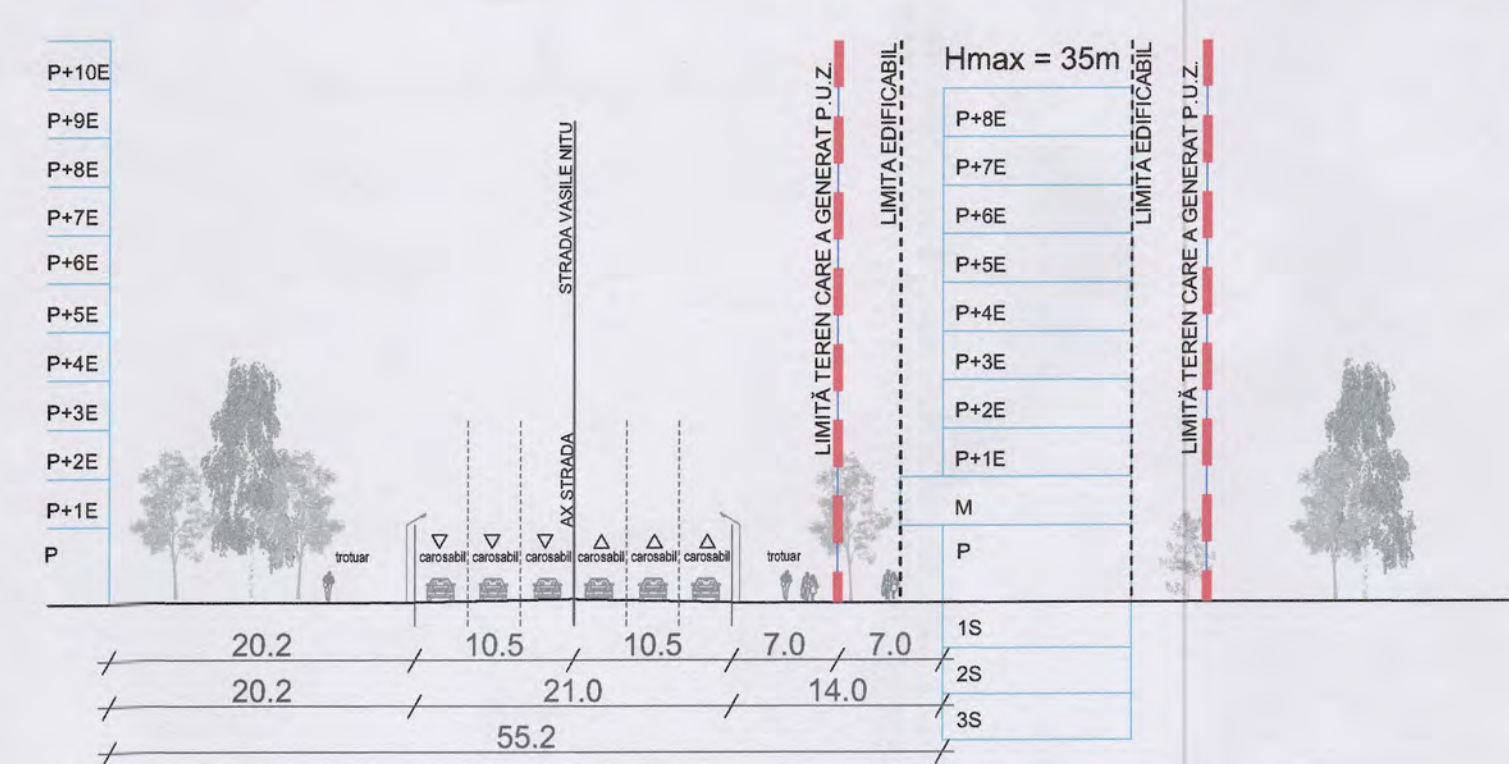 P+10E
P+9E
P+8E
P+7E
P+6E
P+5E
P+4E
P+3E
P+2E
P+1E
P
trotuar
STRADA VASILE NITU
AX STRADA
carosabil
carosabil
carosabil
carosabil
carosabil
carosabil
trotuar
LIMITĂ TEREN CARE A GENERAT P.U.Z.
LIMITA EDIFICABIL
Hmax = 35m
P+8E
P+7E
P+6E
P+5E
P+4E
P+3E
P+2E
P+1E
M
P
1S
2S
3S
LIMITA EDIFICABIL
LIMITĂ TEREN CARE A GENERAT P.U.Z.
20.2 10.5 10.5 7.0 7.0
20.2 21.0 14.0
55.2